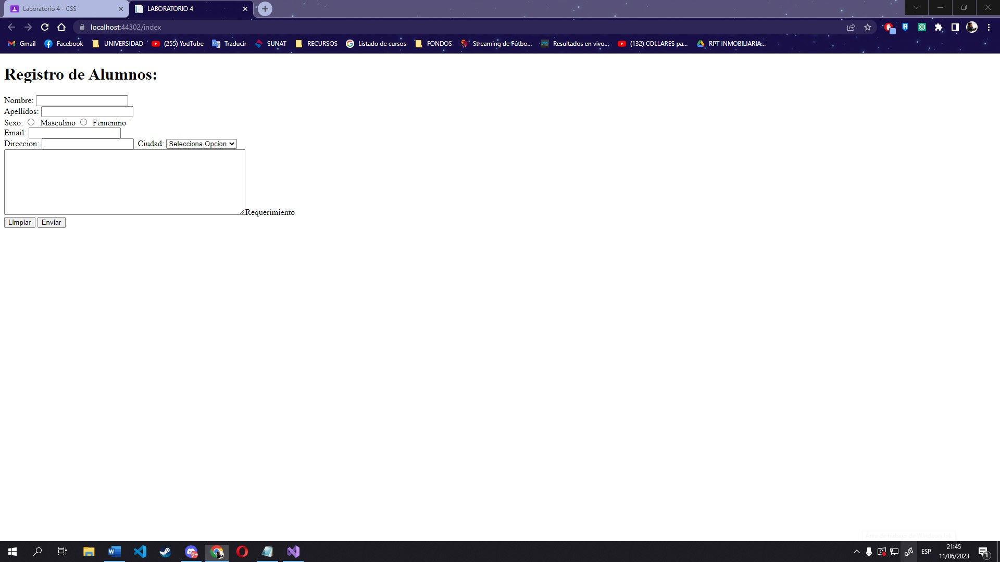 Laboratorio 4 - CSS
LABORATORIO 4
localhost:44302/index
Gmail Facebook UNIVERSIDAD (255) YouTube Traducir SUNAT RECURSOS Listado de cursos FONDOS Streaming de Fútbo... Resultados en vivo... (132) COLLARES pa... RPT INMOBILIARIA...
Registro de Alumnos:
Nombre:
Apellidos:
Sexo: Masculino Femenino
Email:
Direccion: Ciudad: Selecciona Opcion
Requerimiento
Limpiar Enviar
9+
ESP
21:45
11/06/2023
1